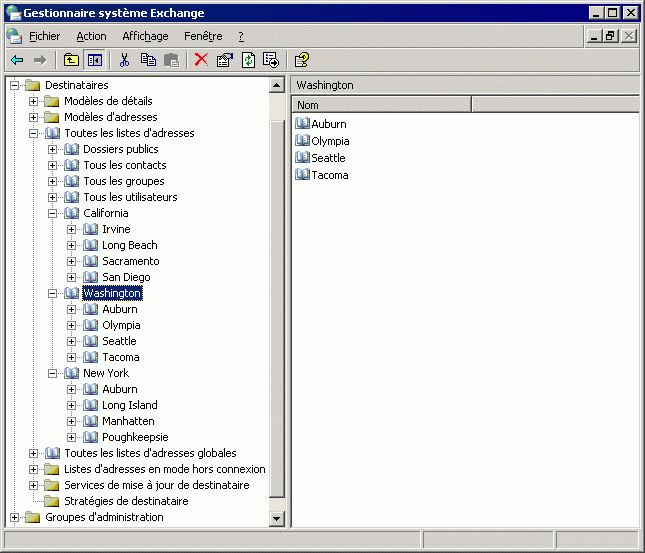 Gestionnaire système Exchange
Fichier Action Affichage Fenêtre ?
Destinataires
Modèles de détails
Modèles d'adresses
Toutes les listes d'adresses
Dossiers publics
Tous les contacts
Tous les groupes
Tous les utilisateurs
California
Irvine
Long Beach
Sacramento
San Diego
Washington
Auburn
Olympia
Seattle
Tacoma
New York
Auburn
Long Island
Manhatten
Poughkeepsie
Toutes les listes d'adresses globales
Listes d'adresses en mode hors connexion
Services de mise à jour de destinataire
Stratégies de destinataire
Groupes d'administration
Washington
Nom
Auburn
Olympia
Seattle
Tacoma